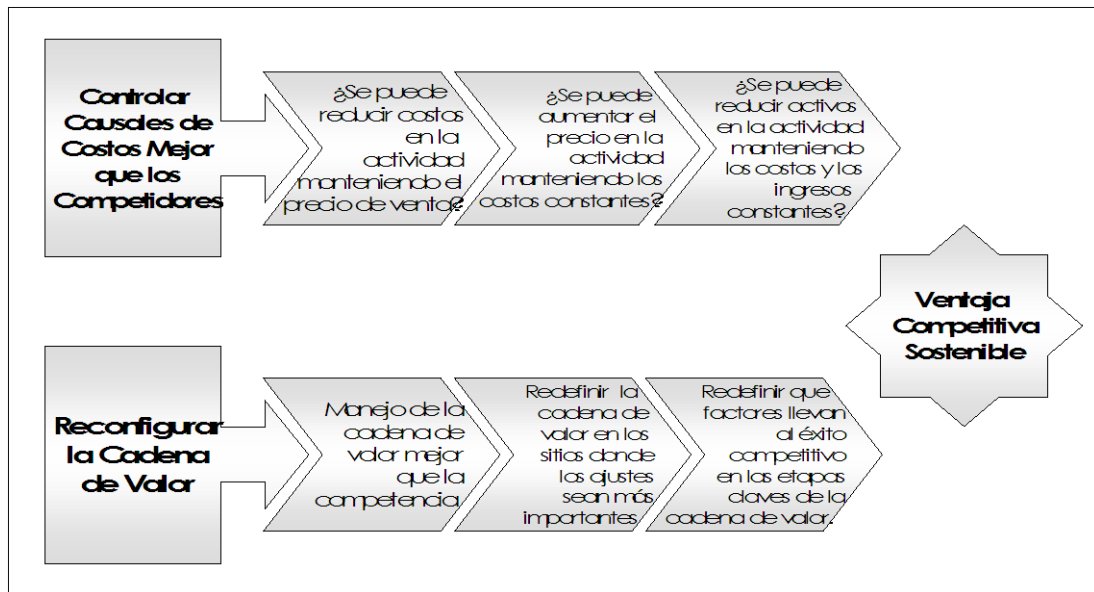 Controlar
Causales de
Costos Mejor
que los
Competidores
¿Se puede
reducir costos
en la
actividad
manteniendo el
precio de venta?
¿Se puede
aumentar el
precio en la
actividad
manteniendo los
costos constantes?
¿Se puede
reducir activos
en la actividad
manteniendo
los costos y los
ingresos
constantes?
Ventaja
Competitiva
Sostenible
Reconfigurar
la Cadena
de Valor
Manejo de la
cadena de
valor mejor
que la
competencia
Redefinir la
cadena de
valor en los
sitios donde
los ajustes
sean más
importantes
Redefinir que
factores llevan
al éxito
competitivo
en las etapas
claves de la
cadena de valor.